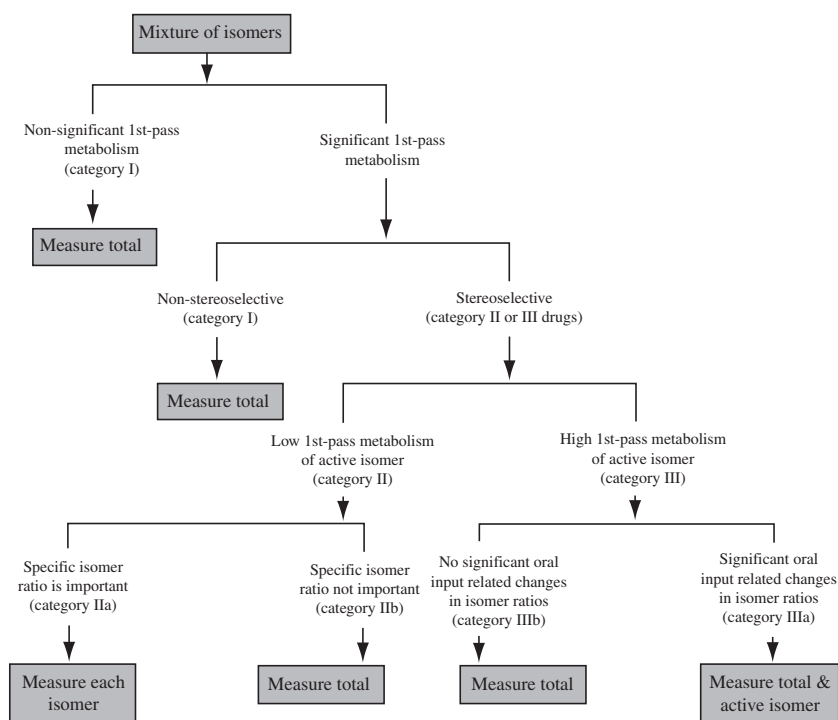 Mixture of isomers
Non-significant 1st-pass
metabolism
(category I)
Significant 1st-pass
metabolism
Measure total
Non-stereoselective
(category I)
Stereoselective
(category II or III drugs)
Measure total
Low 1st-pass metabolism
of active isomer
(category II)
High 1st-pass metabolism
of active isomer
(category III)
Specific isomer
ratio is important
(category IIa)
Specific isomer
ratio not important
(category IIb)
No significant oral
input related changes
in isomer ratios
(category IIIb)
Significant oral
input related changes
in isomer ratios
(category IIIa)
Measure each
isomer
Measure total
Measure total
Measure total &
active isomer